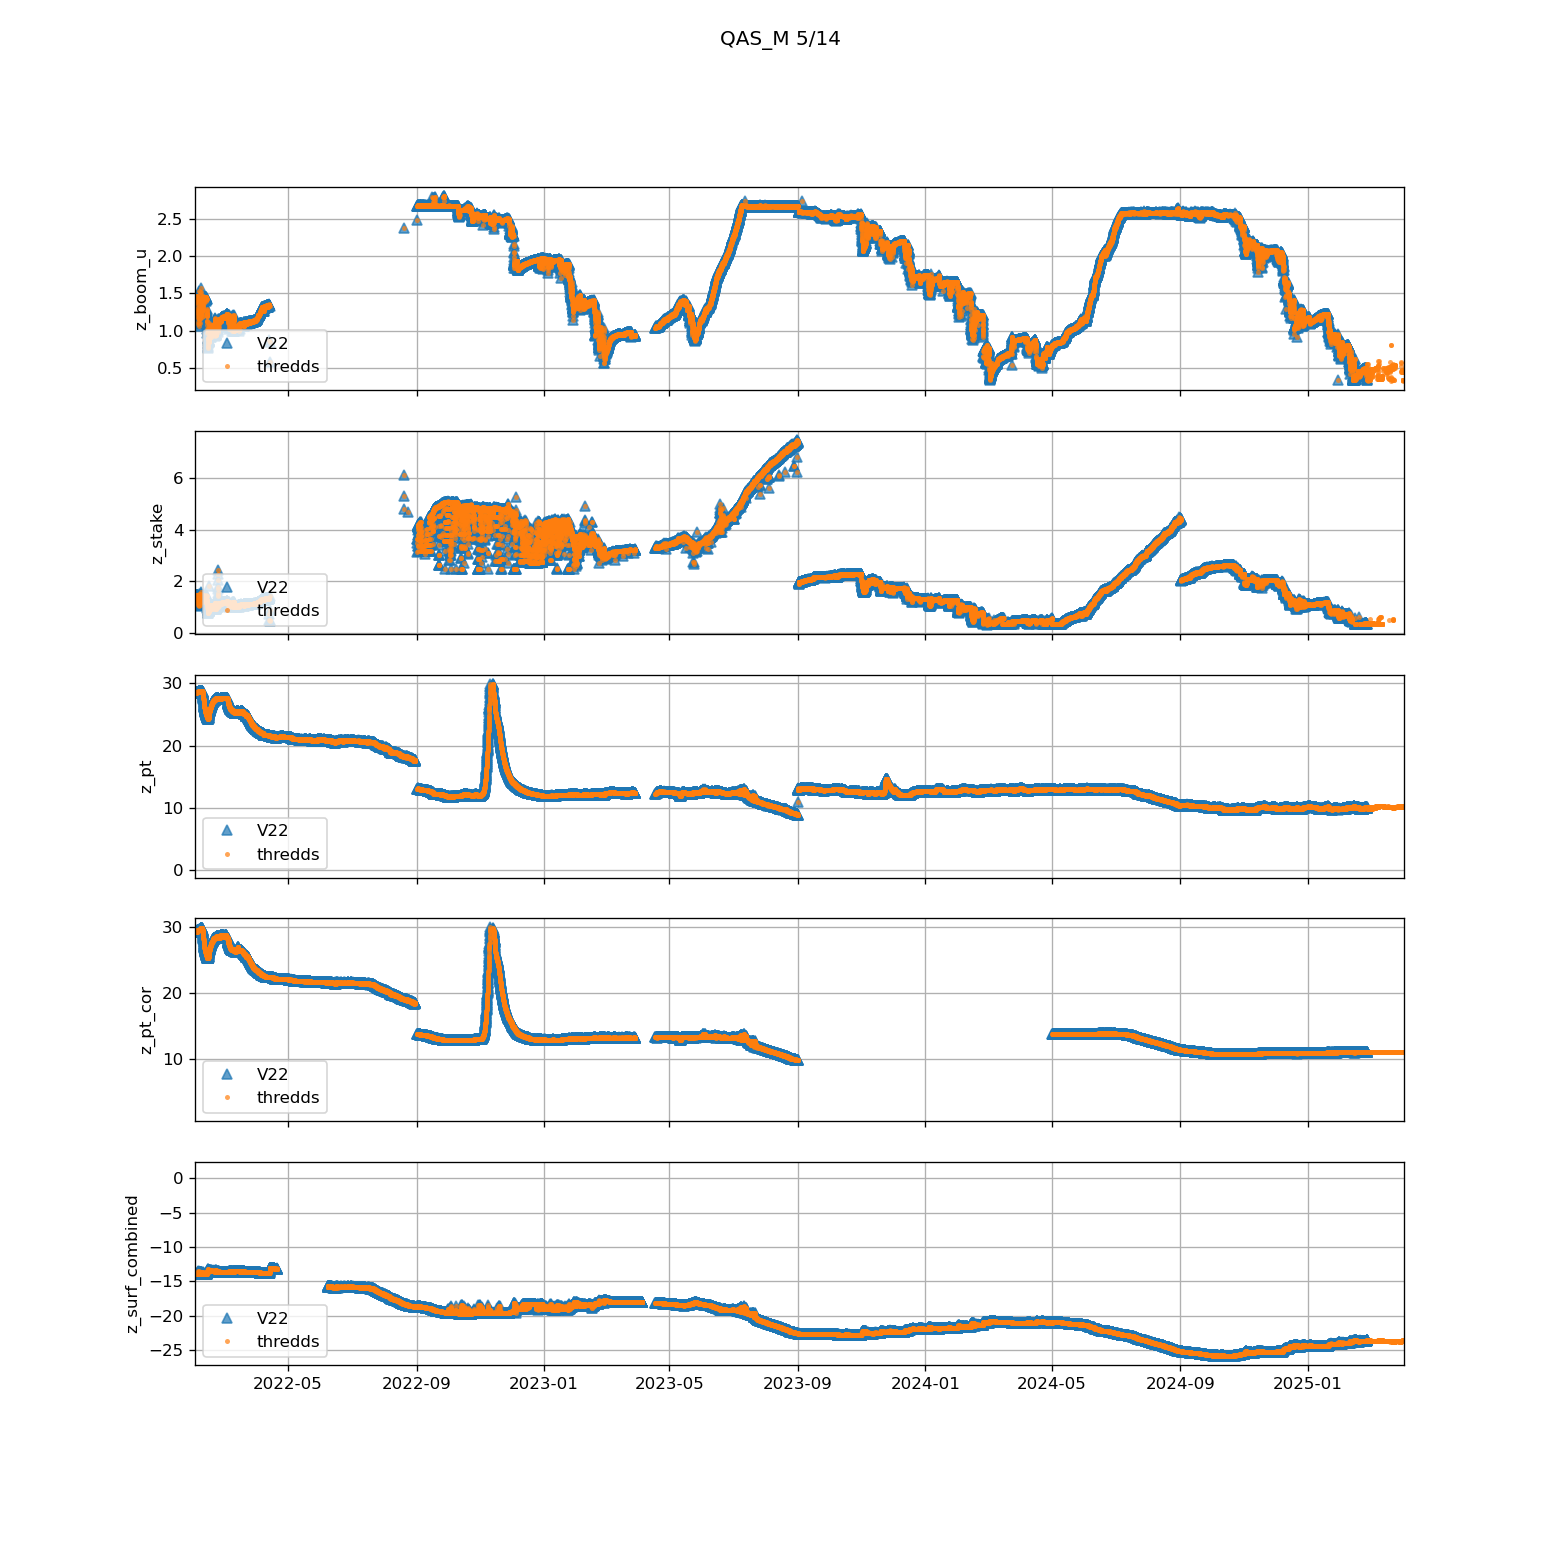 QAS_M 5/14
z_boom_u
2.5
2.0
1.5
1.0
0.5
V22
thredds
z_stake
6
4
2
0
V22
thredds
z_pt
30
20
10
0
V22
thredds
z_pt_cor
30
20
10
V22
thredds
z_surf_combined
0
−5
−10
−15
−20
−25
V22
thredds
2022-05 2022-09 2023-01 2023-05 2023-09 2024-01 2024-05 2024-09 2025-01